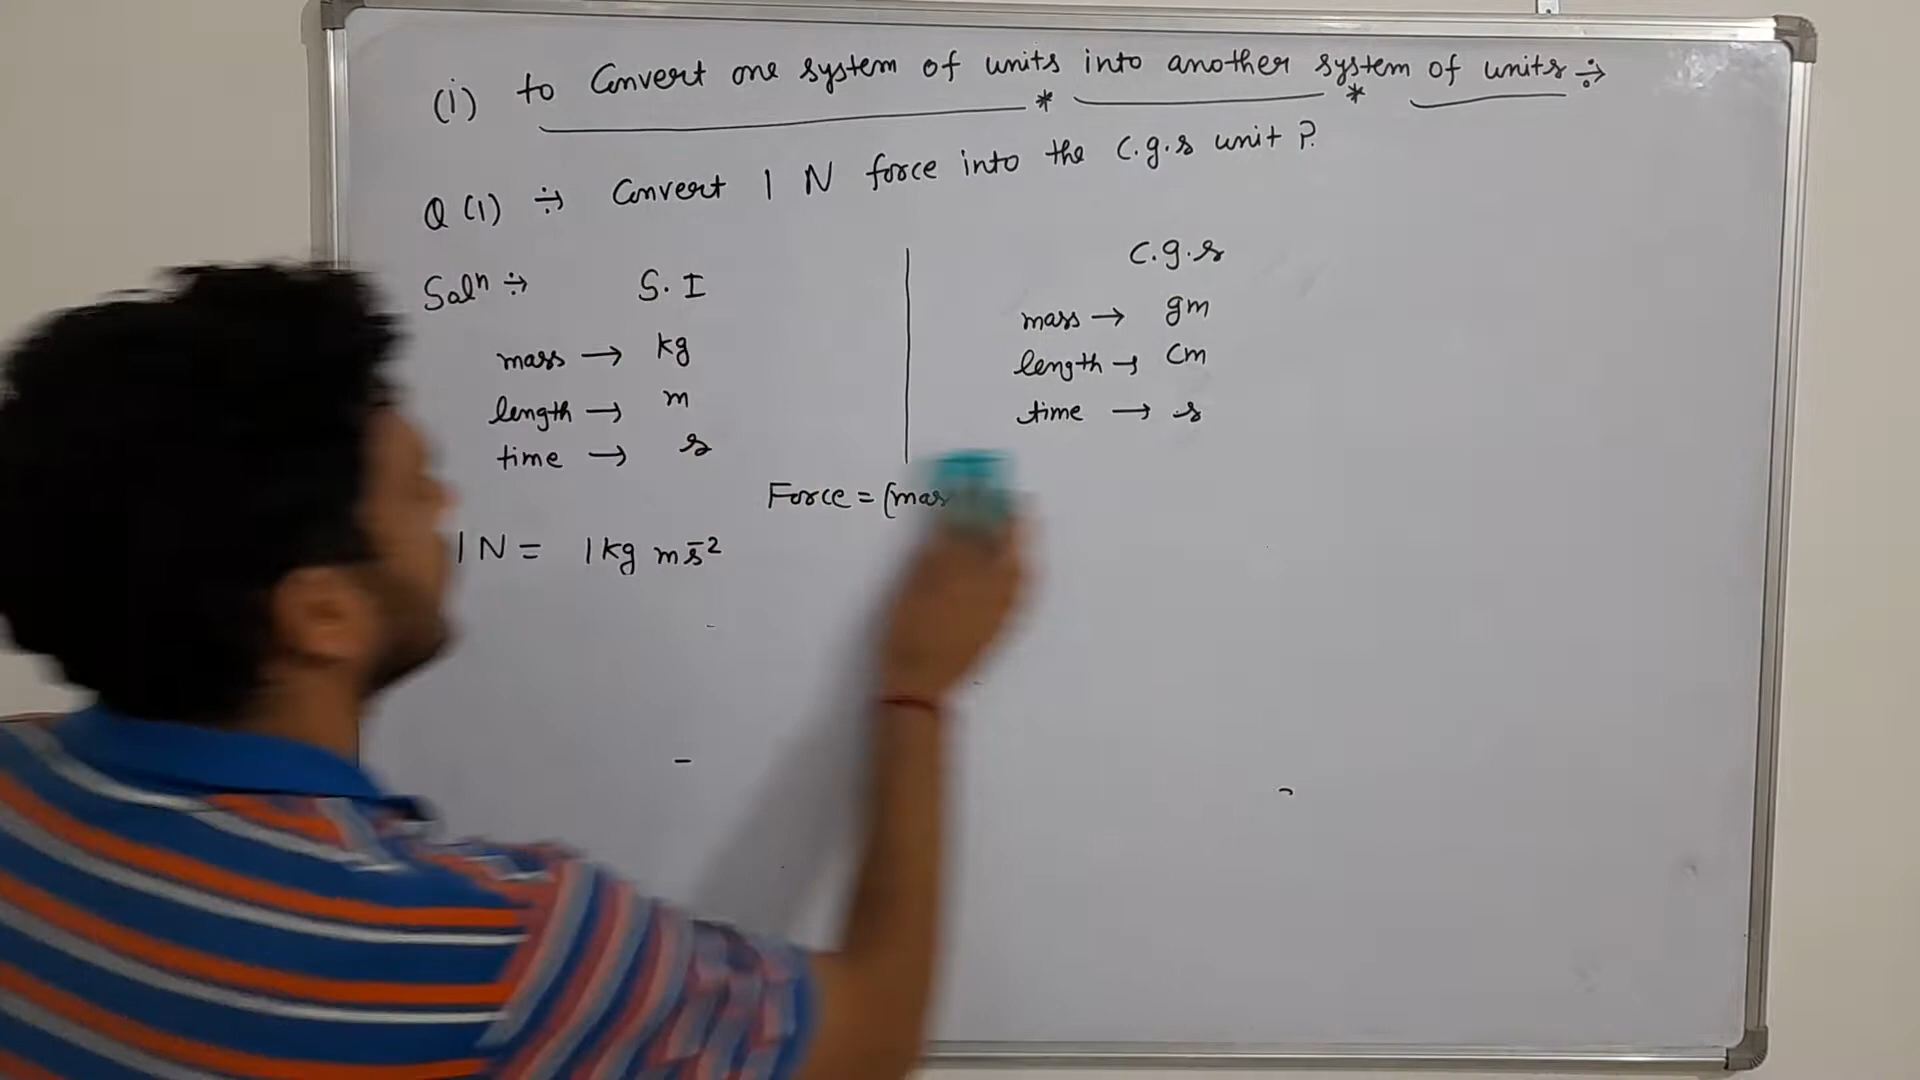 (i) to Convert one system of units into another system of units ÷
* *
Q (1) ÷ Convert 1 N force into the c.g.s unit ?
Solⁿ ÷ S.I
mass → kg
length → m
time → s
c.g.s
mass → gm
length → cm
time → s
Force = (mas
1 N = 1 kg m s⁻²